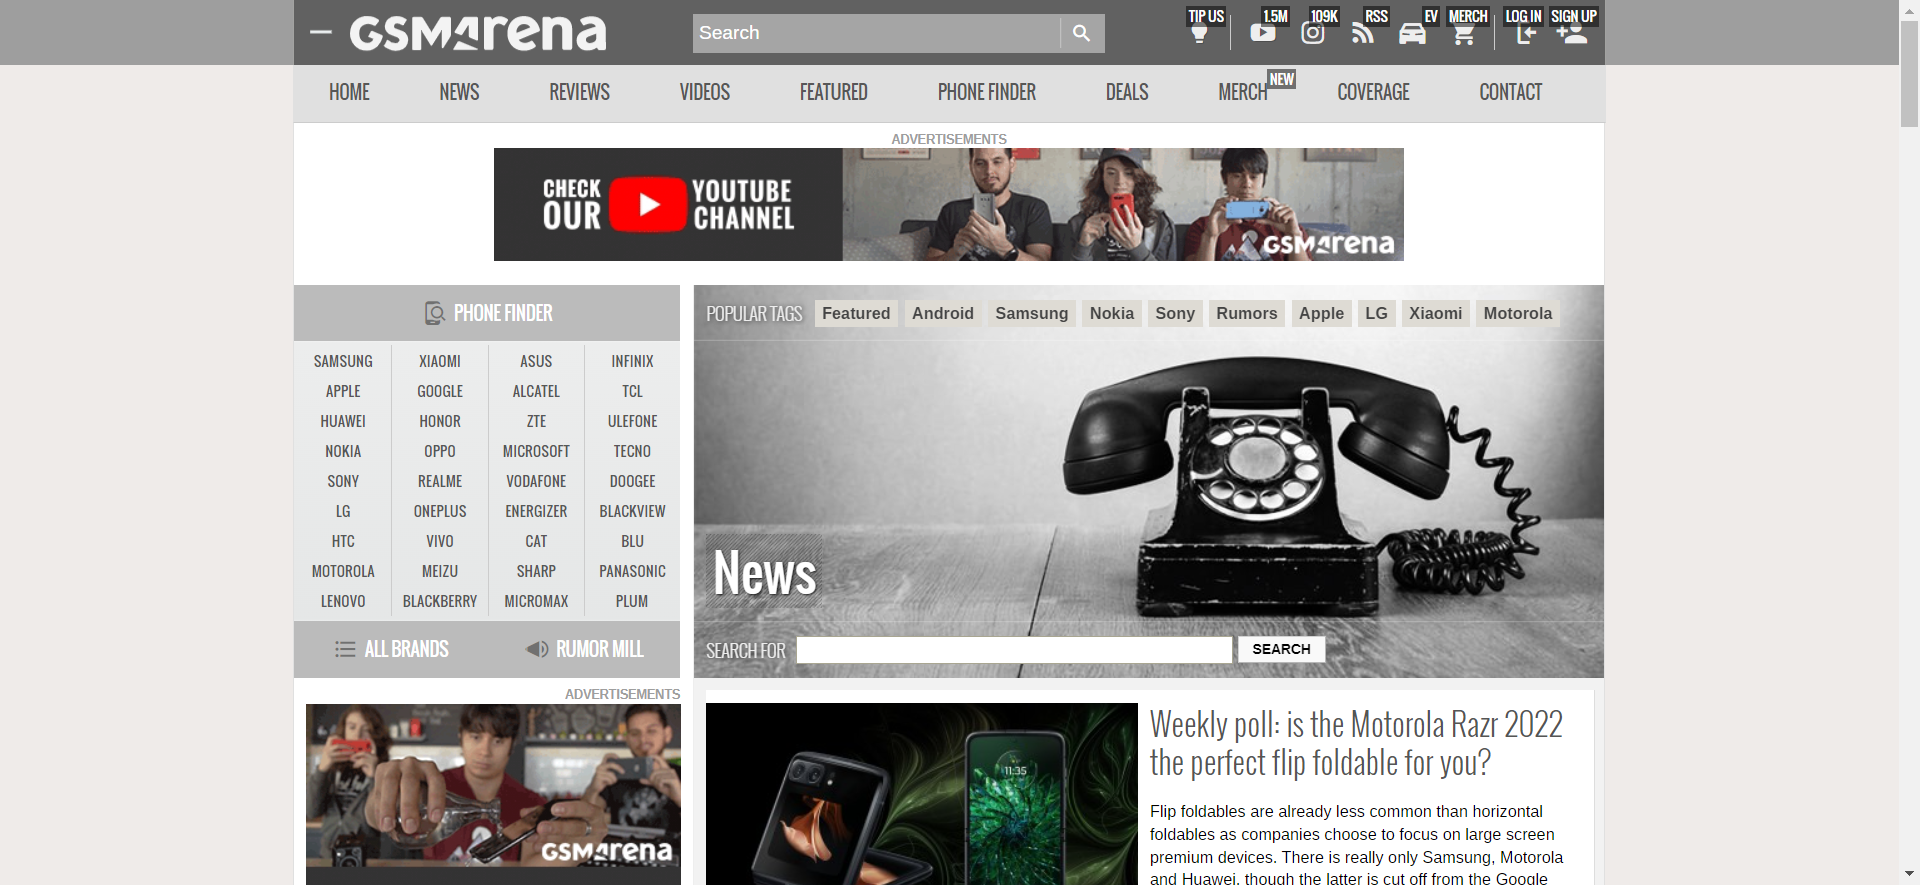 GSMArena
Search
TIP US
1.5M
109K
RSS
EV
MERCH
LOG IN
SIGN UP
HOME
NEWS
REVIEWS
VIDEOS
FEATURED
PHONE FINDER
DEALS
MERCH
NEW
COVERAGE
CONTACT
ADVERTISEMENTS
CHECK OUR
YOUTUBE CHANNEL
GSMArena
PHONE FINDER
SAMSUNG XIAOMI ASUS INFINIX
APPLE GOOGLE ALCATEL TCL
HUAWEI HONOR ZTE ULEFONE
NOKIA OPPO MICROSOFT TECNO
SONY REALME VODAFONE DOOGEE
LG ONEPLUS ENERGIZER BLACKVIEW
HTC VIVO CAT BLU
MOTOROLA MEIZU SHARP PANASONIC
LENOVO BLACKBERRY MICROMAX PLUM
ALL BRANDS
RUMOR MILL
POPULAR TAGS Featured Android Samsung Nokia Sony Rumors Apple LG Xiaomi Motorola
News
SEARCH FOR
SEARCH
ADVERTISEMENTS
GSMArena
11:35
Weekly poll: is the Motorola Razr 2022
the perfect flip foldable for you?
Flip foldables are already less common than horizontal
foldables as companies choose to focus on large screen
premium devices. There is really only Samsung, Motorola
and Huawei, though the latter is cut off from the Google